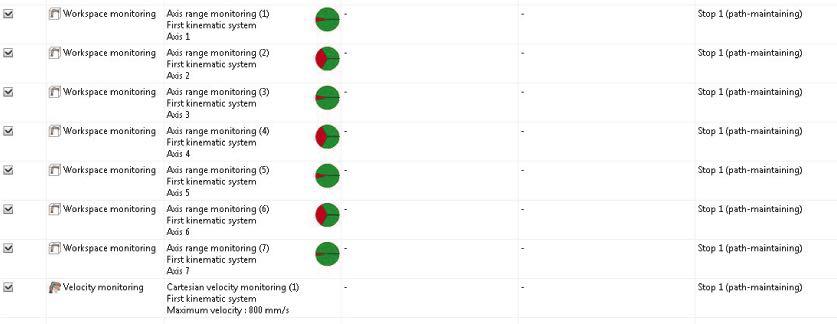 Workspace monitoring Axis range monitoring (1) - - Stop 1 (path-maintaining)
First kinematic system
Axis 1
Workspace monitoring Axis range monitoring (2) - - Stop 1 (path-maintaining)
First kinematic system
Axis 2
Workspace monitoring Axis range monitoring (3) - - Stop 1 (path-maintaining)
First kinematic system
Axis 3
Workspace monitoring Axis range monitoring (4) - - Stop 1 (path-maintaining)
First kinematic system
Axis 4
Workspace monitoring Axis range monitoring (5) - - Stop 1 (path-maintaining)
First kinematic system
Axis 5
Workspace monitoring Axis range monitoring (6) - - Stop 1 (path-maintaining)
First kinematic system
Axis 6
Workspace monitoring Axis range monitoring (7) - - Stop 1 (path-maintaining)
First kinematic system
Axis 7
Velocity monitoring Cartesian velocity monitoring (1) - - Stop 1 (path-maintaining)
First kinematic system
Maximum velocity : 800 mm/s